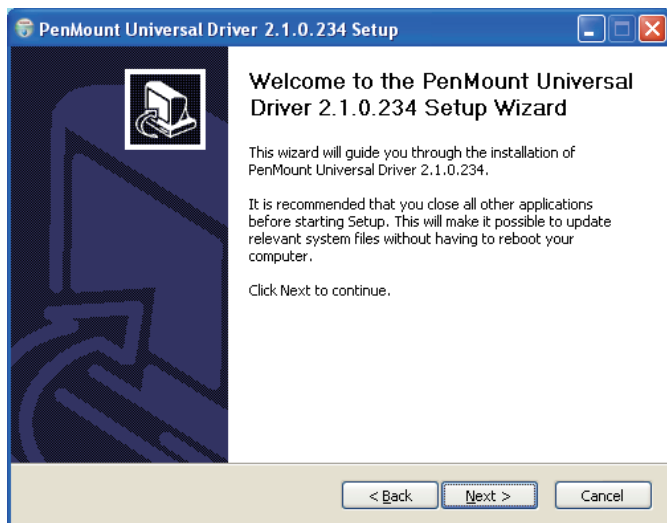 PenMount Universal Driver 2.1.0.234 Setup
Welcome to the PenMount Universal
Driver 2.1.0.234 Setup Wizard
This wizard will guide you through the installation of
PenMount Universal Driver 2.1.0.234.
It is recommended that you close all other applications
before starting Setup. This will make it possible to update
relevant system files without having to reboot your
computer.
Click Next to continue.
< Back Next > Cancel